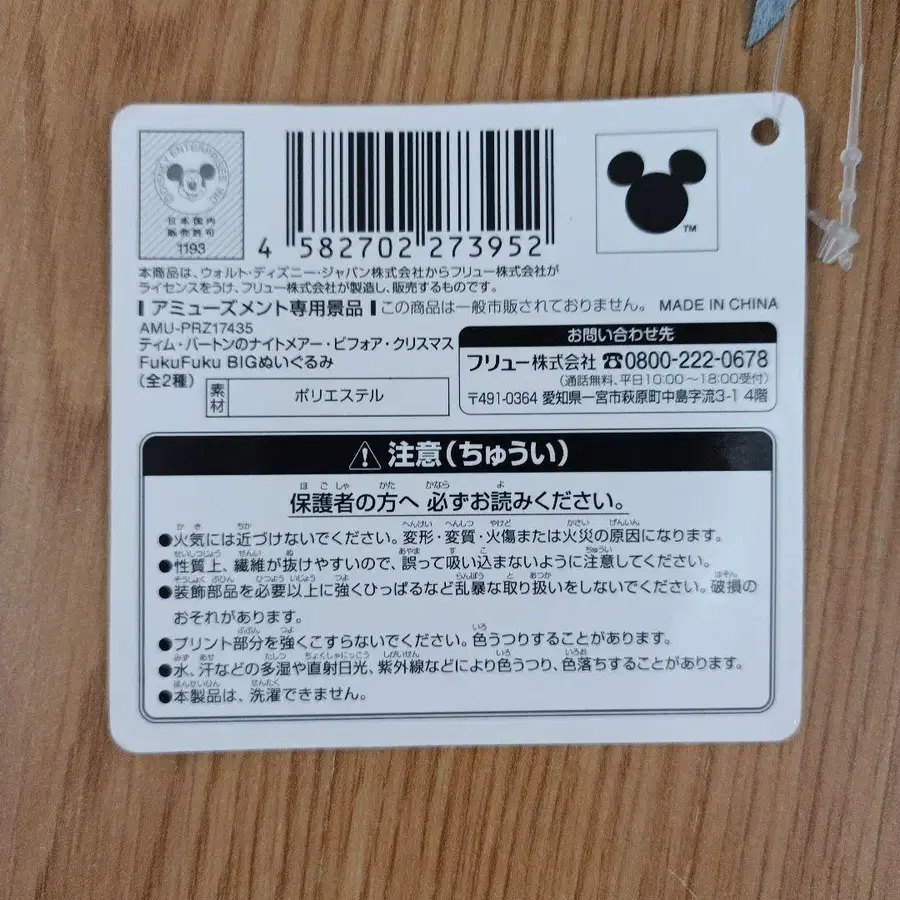 日本国内
販売許可
1193
4 582702 273952
TM
本商品は、ウォルト・ディズニー・ジャパン株式会社からフリュー株式会社が
ライセンスをうけ、フリュー株式会社が製造し、販売するものです。
アミューズメント専用景品 この商品は一般市販されておりません。 MADE IN CHINA
AMU-PRZ17435
ティム・バートンのナイトメアー・ビフォア・クリスマス
FukuFuku BIGぬいぐるみ
(全2種)
素材 ポリエステル
お問い合わせ先
フリュー株式会社 ☎0800-222-0678
(通話無料、平日10:00〜18:00受付)
〒491-0364 愛知県一宮市萩原町中島字流3-1 4階
⚠ 注意(ちゅうい)
保護者の方へ 必ずお読みください。
●火気には近づけないでください。変形・変質・火傷または火災の原因になります。
●性質上、繊維が抜けやすいので、誤って吸い込まないように注意してください。
●装飾部品を必要以上に強くひっぱるなど乱暴な取り扱いをしないでください。破損の
おそれがあります。
●プリント部分を強くこすらないでください。色うつりすることがあります。
●水、汗などの多湿や直射日光、紫外線などにより色うつり、色落ちすることがあります。
●本製品は、洗濯できません。